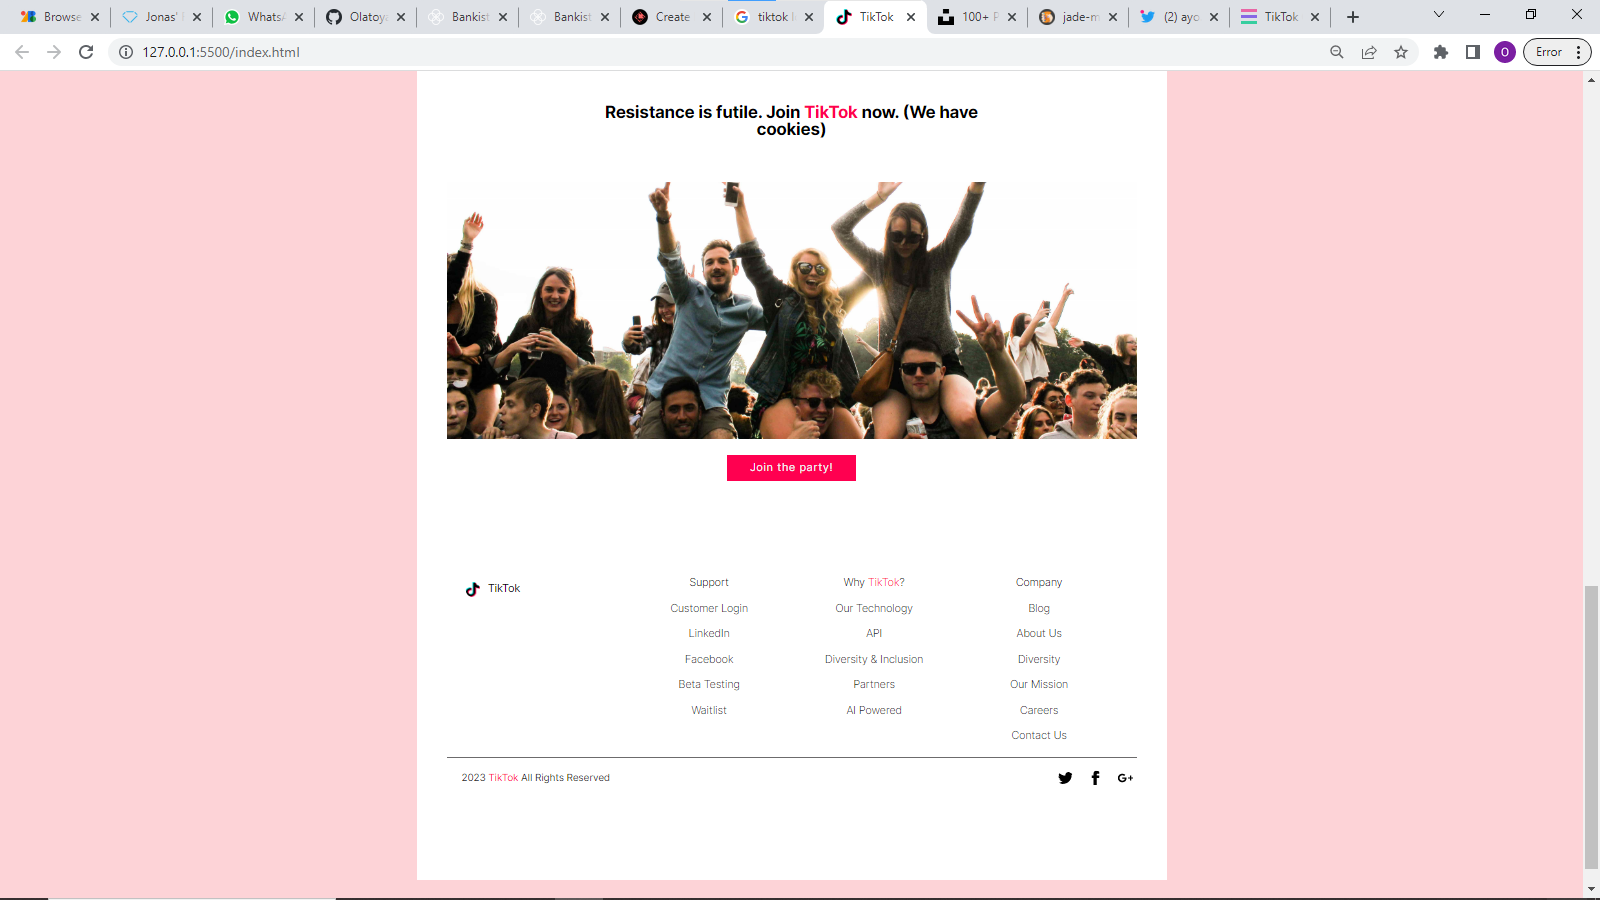 Browse
Jonas'
WhatsA
Olatoya
Bankist
Bankist
Create
tiktok
TikTok
100+ P
jade-m
(2) ayo
TikTok
127.0.0.1:5500/index.html
O
Error
Resistance is futile. Join TikTok now. (We have
cookies)
Join the party!
TikTok
Support
Customer Login
LinkedIn
Facebook
Beta Testing
Waitlist
Why TikTok?
Our Technology
API
Diversity & Inclusion
Partners
AI Powered
Company
Blog
About Us
Diversity
Our Mission
Careers
Contact Us
2023 TikTok All Rights Reserved
G+